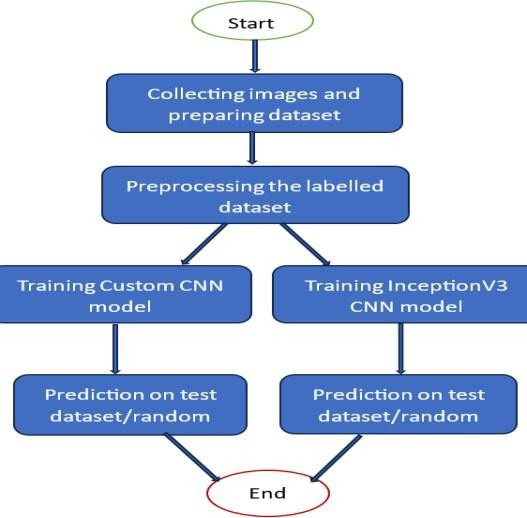 Start
Collecting images and
preparing dataset
Preprocessing the labelled
dataset
Training Custom CNN
model
Training InceptionV3
CNN model
Prediction on test
dataset/random
Prediction on test
dataset/random
End